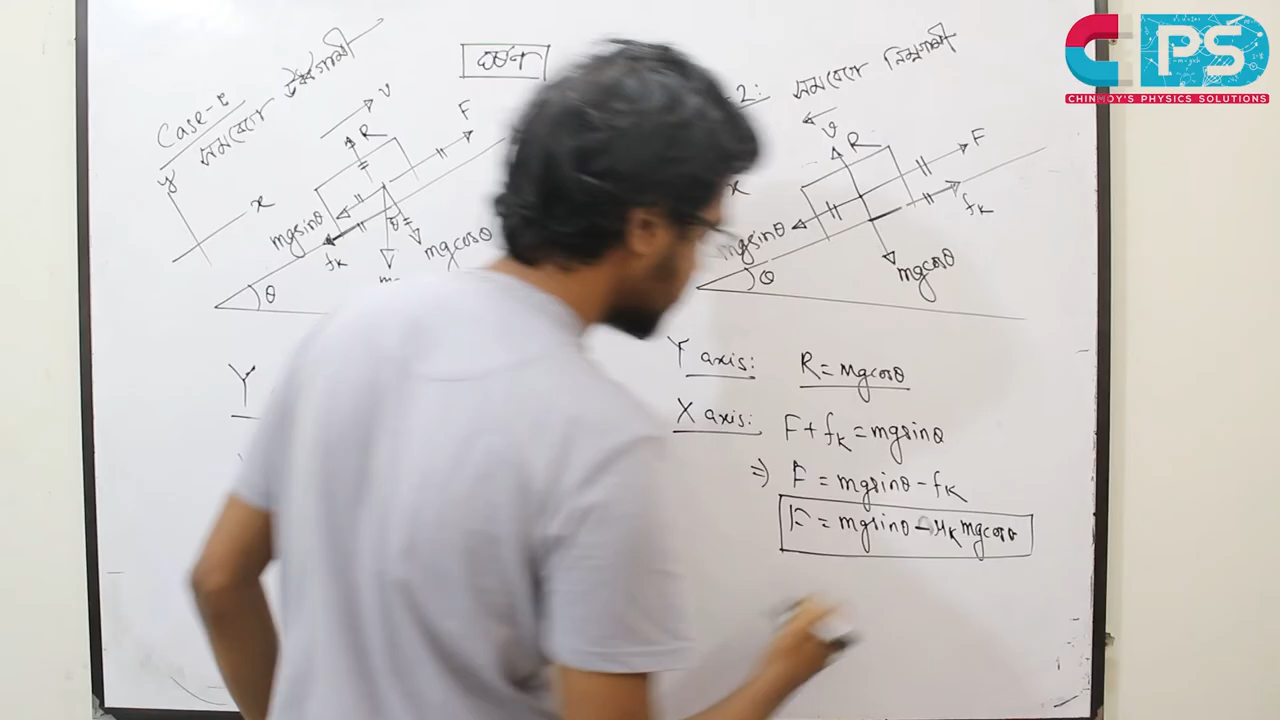 CPS
CHINMOY'S PHYSICS SOLUTIONS
ঘর্ষণ
Case-1
সমবেগে ঊর্ধ্বগামী
v
F
R
y
x
mgsinθ
θ
mgcosθ
fₖ
m
θ
Y
2:
সমবেগে নিম্নগামী
v
R
F
x
fₖ
mgsinθ
θ
mgcosθ
Y axis: R = mgcosθ
X axis: F + fₖ = mgsinθ
⇒ F = mgsinθ - fₖ
F = mgsinθ - μₖ mgcosθ